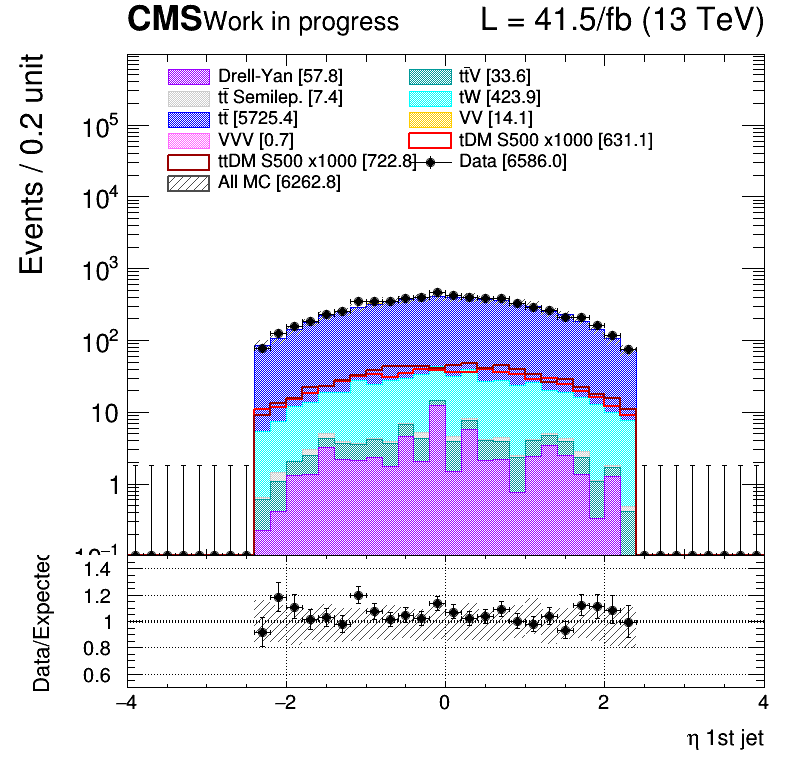 CMS Work in progress L = 41.5/fb (13 TeV)
Events / 0.2 unit
Drell-Yan [57.8] tt̄V [33.6]
tt̄ Semilep. [7.4] tW [423.9]
tt̄ [5725.4] VV [14.1]
VVV [0.7] tDM S500 x1000 [631.1]
ttDM S500 x1000 [722.8] Data [6586.0]
All MC [6262.8]
10⁵
10⁴
10³
10²
10
1
10⁻¹
Data/Expected
1.4
1.2
1
0.8
0.6
−4 −2 0 2 4
η 1st jet